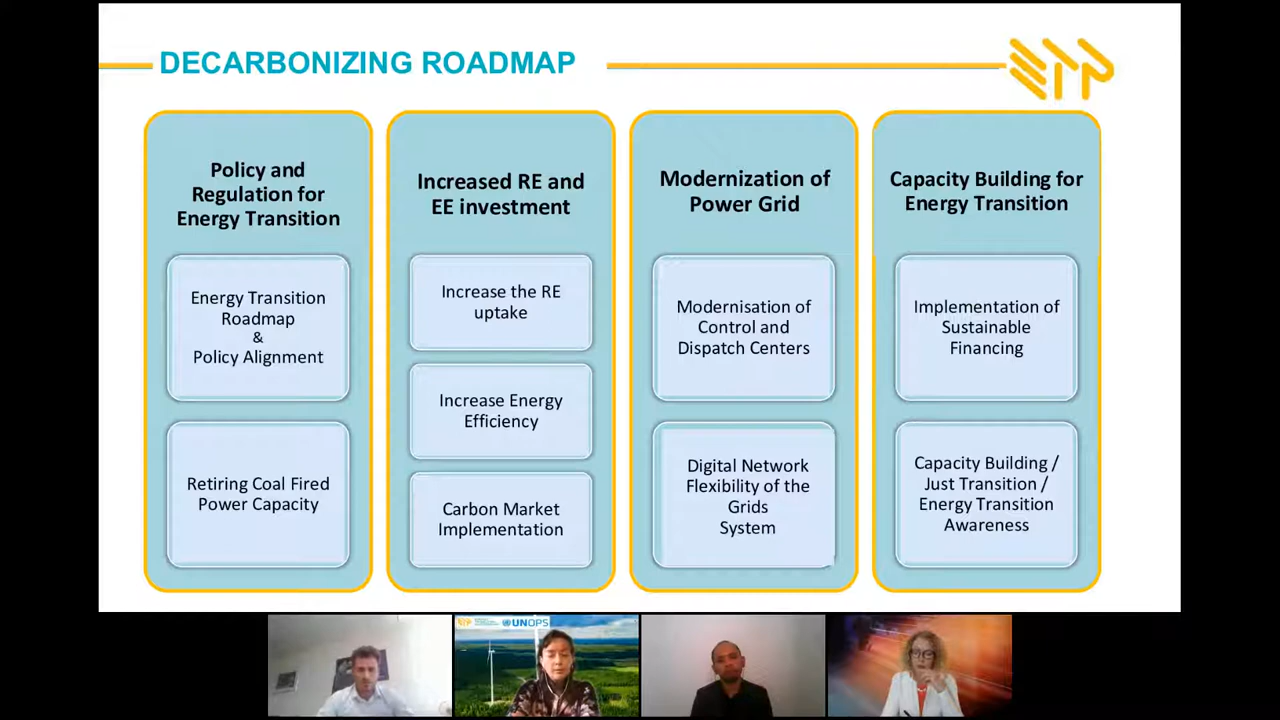 DECARBONIZING ROADMAP
ETP
Policy and
Regulation for
Energy Transition
Energy Transition
Roadmap
&
Policy Alignment
Retiring Coal Fired
Power Capacity
Increased RE and
EE investment
Increase the RE
uptake
Increase Energy
Efficiency
Carbon Market
Implementation
Modernization of
Power Grid
Modernisation of
Control and
Dispatch Centers
Digital Network
Flexibility of the
Grids
System
Capacity Building for
Energy Transition
Implementation of
Sustainable
Financing
Capacity Building /
Just Transition /
Energy Transition
Awareness
UNOPS